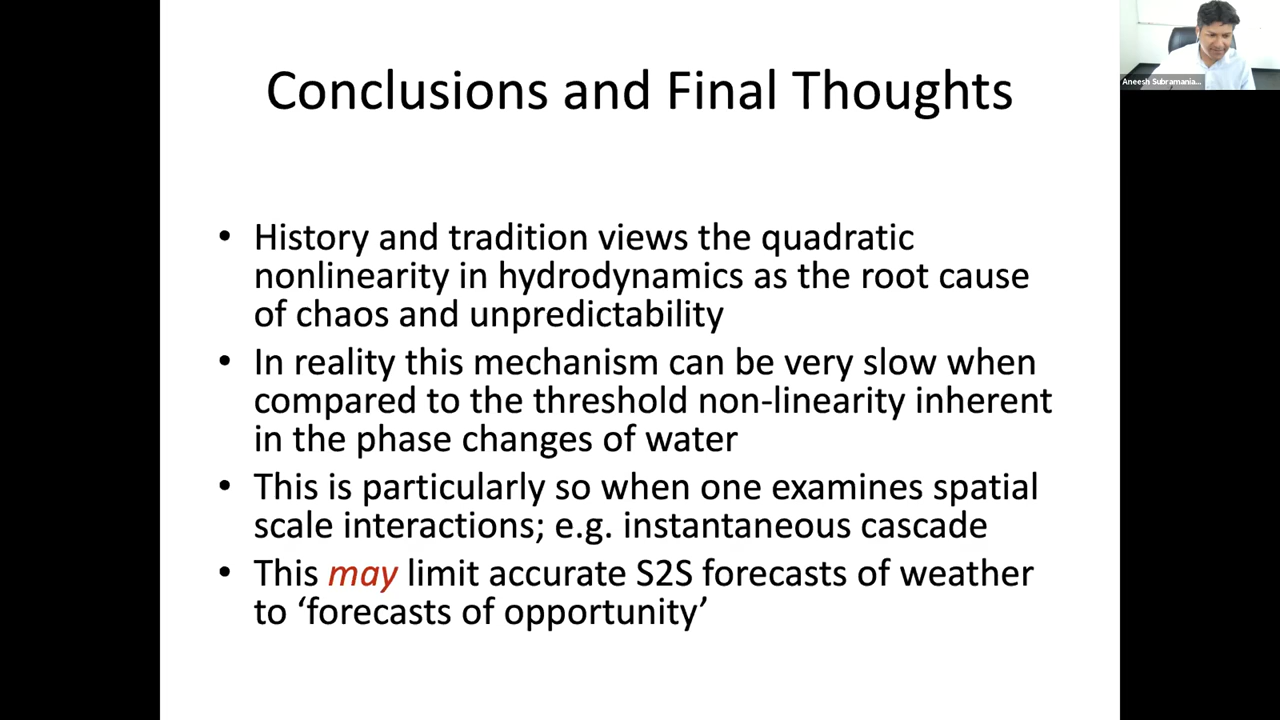 Conclusions and Final Thoughts
• History and tradition views the quadratic
nonlinearity in hydrodynamics as the root cause
of chaos and unpredictability
• In reality this mechanism can be very slow when
compared to the threshold non-linearity inherent
in the phase changes of water
• This is particularly so when one examines spatial
scale interactions; e.g. instantaneous cascade
• This may limit accurate S2S forecasts of weather
to ‘forecasts of opportunity’
Aneesh Subramania...